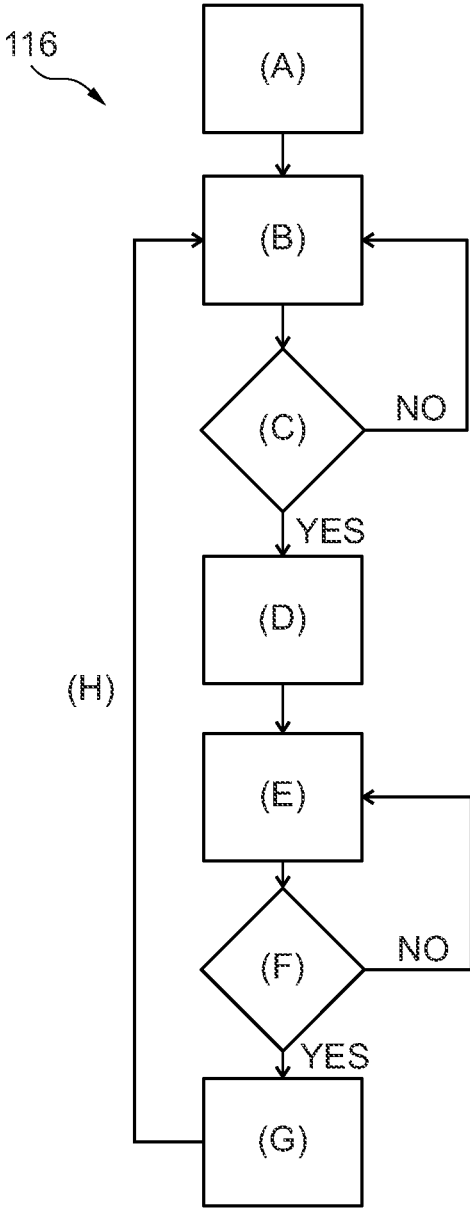 116
(A)
(B)
(C)
NO
YES
(D)
(H)
(E)
(F)
NO
YES
(G)